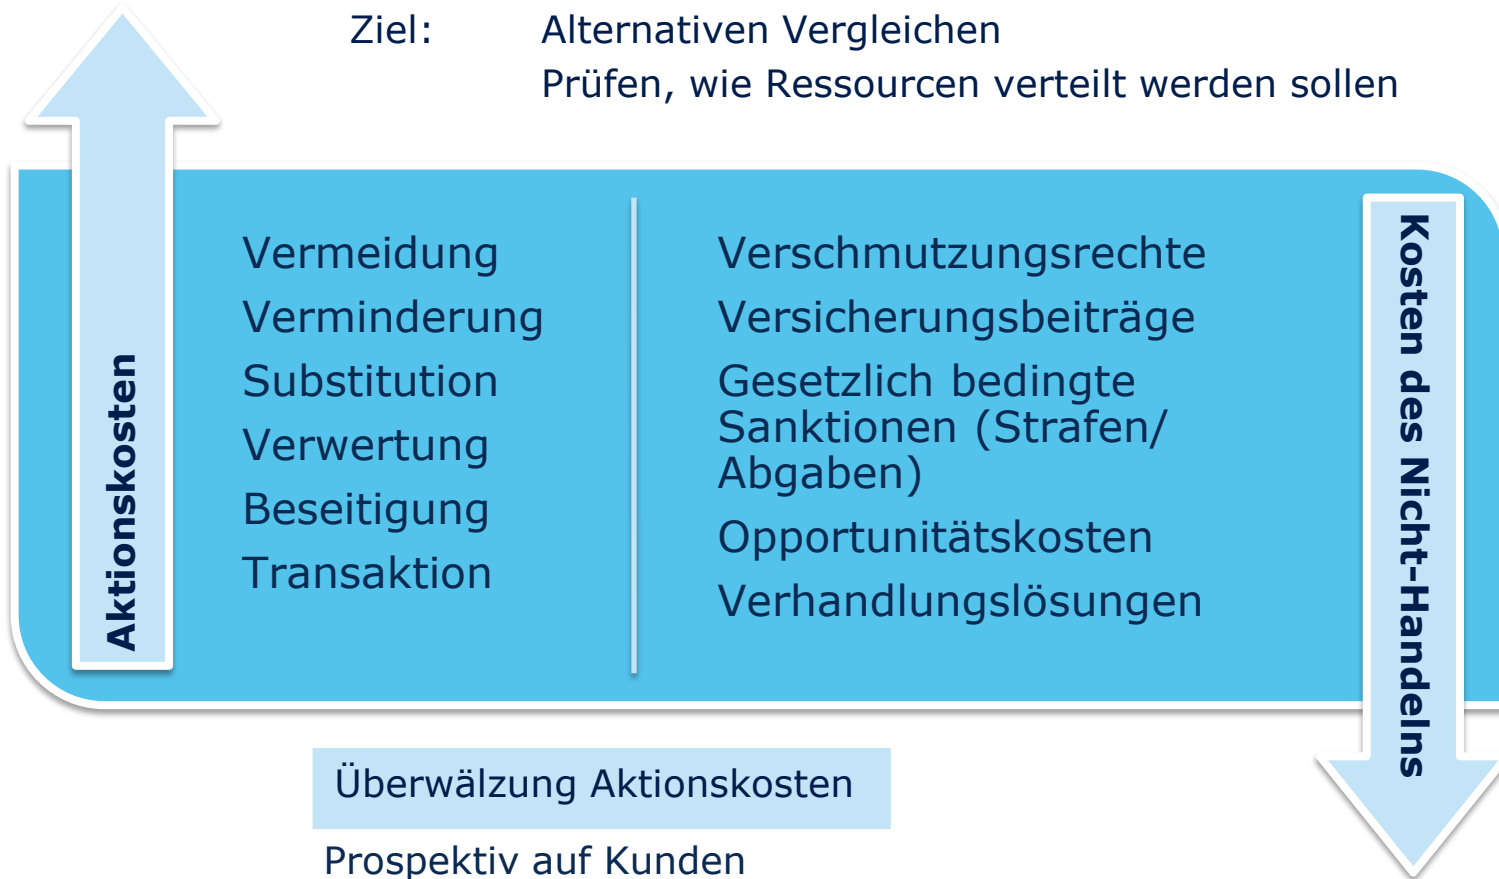 Ziel: Alternativen Vergleichen
Prüfen, wie Ressourcen verteilt werden sollen
Aktionskosten
Vermeidung
Verminderung
Substitution
Verwertung
Beseitigung
Transaktion
Verschmutzungsrechte
Versicherungsbeiträge
Gesetzlich bedingte
Sanktionen (Strafen/
Abgaben)
Opportunitätskosten
Verhandlungslösungen
Kosten des Nicht-Handelns
Überwälzung Aktionskosten
Prospektiv auf Kunden